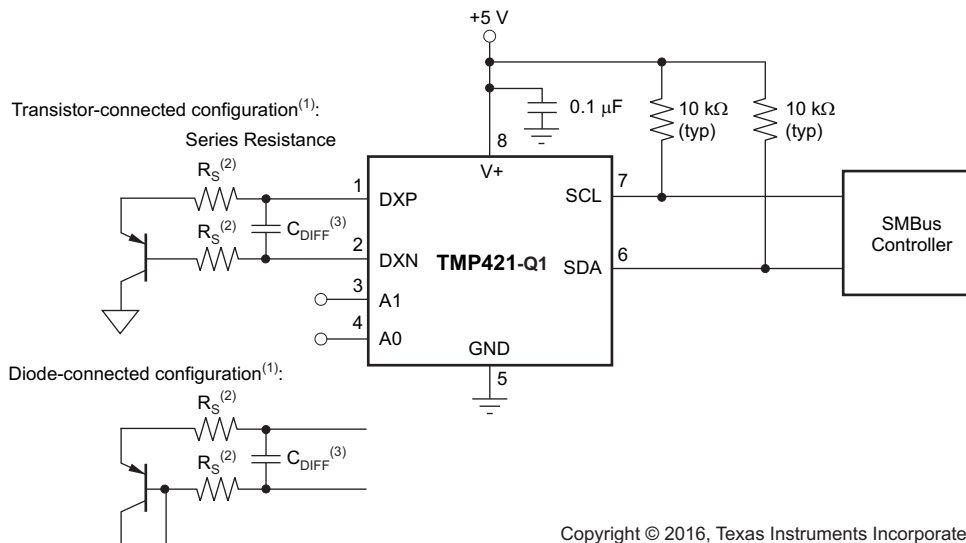 +5 V
Transistor-connected configuration(1):
0.1 μF
10 kΩ
(typ)
10 kΩ
(typ)
Series Resistance
RS(2)
8
V+
1
DXP
7
SCL
CDIFF(3)
RS(2)
2
DXN
TMP421-Q1
SDA
6
SMBus
Controller
3
A1
4
A0
GND
5
Diode-connected configuration(1):
RS(2)
CDIFF(3)
RS(2)
Copyright © 2016, Texas Instruments Incorporate